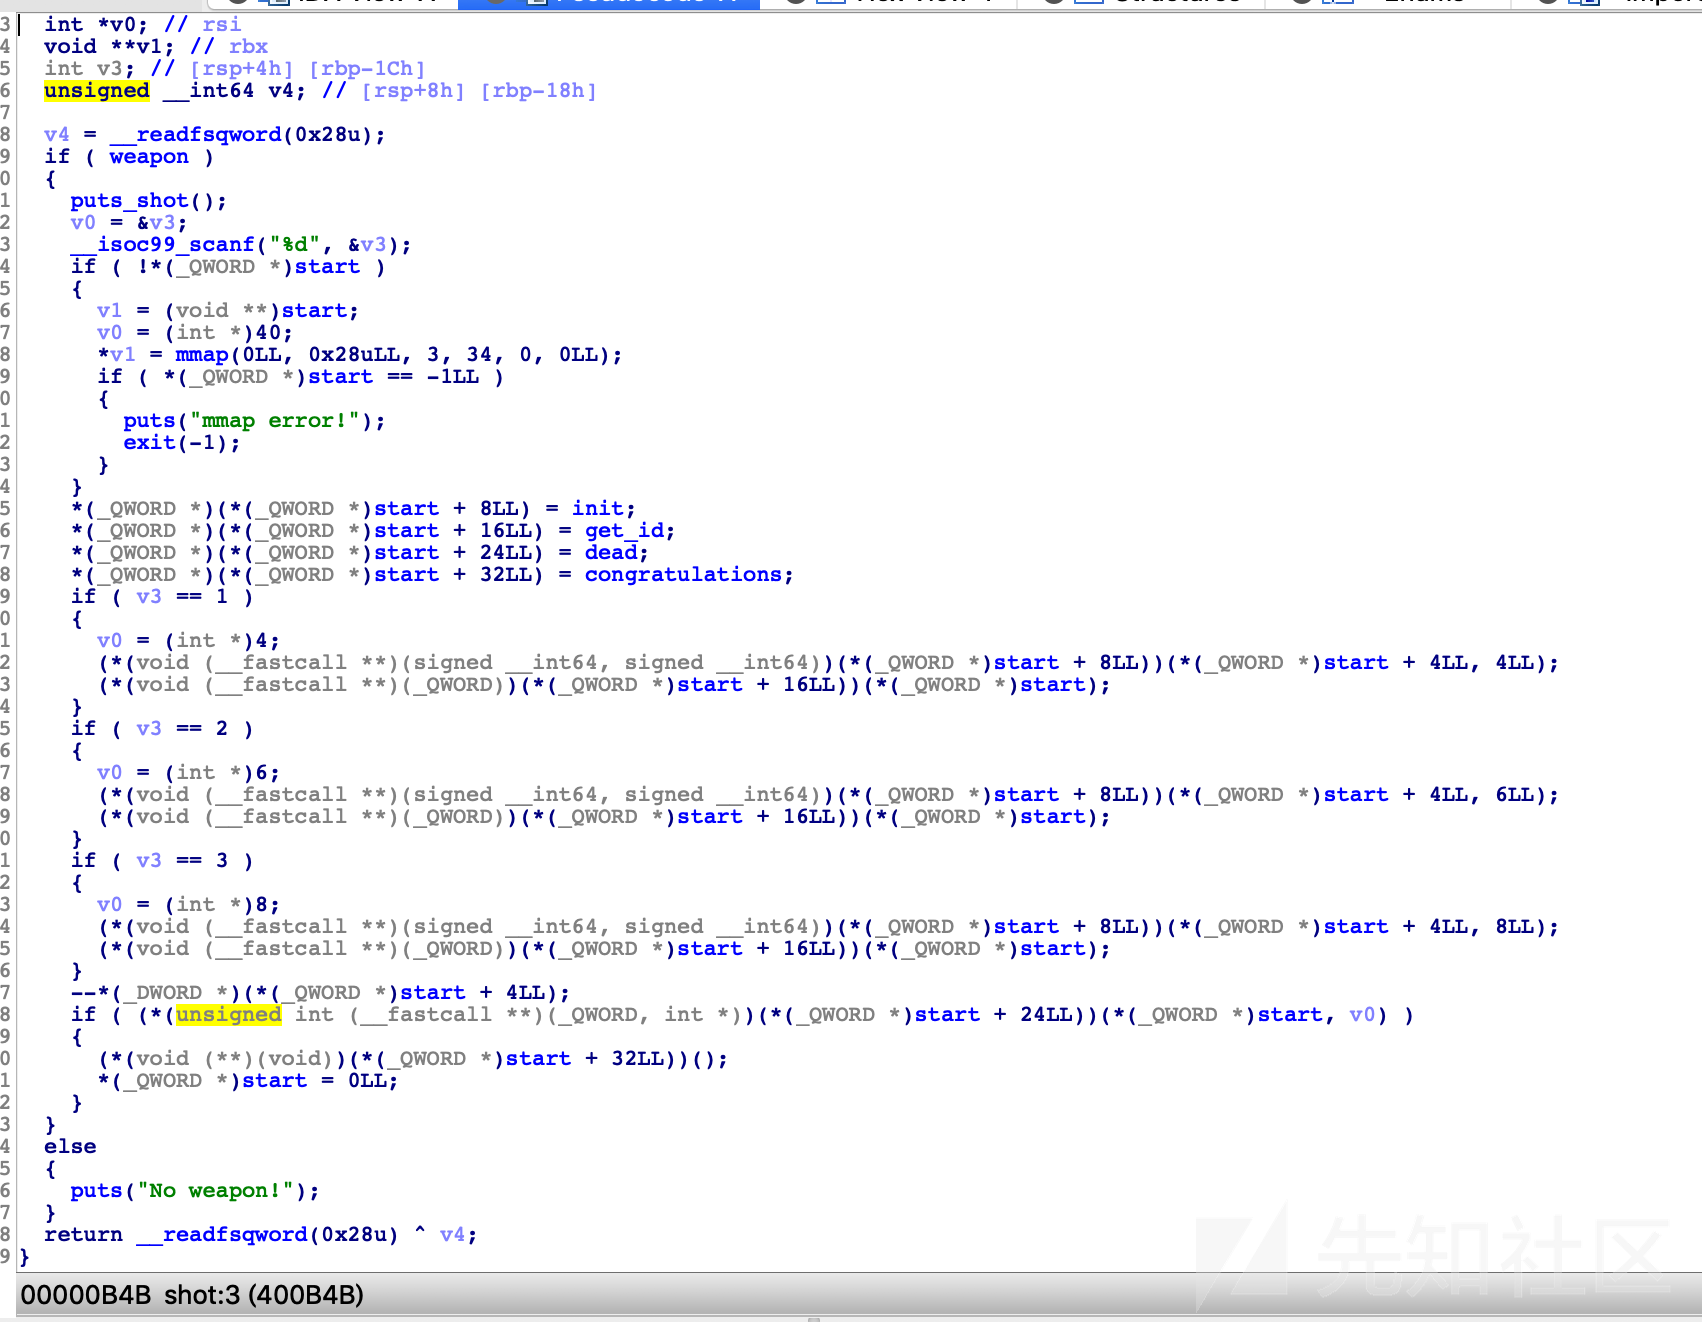 3 int *v0; // rsi
4 void **v1; // rbx
5 int v3; // [rsp+4h] [rbp-1Ch]
6 unsigned __int64 v4; // [rsp+8h] [rbp-18h]
7
8 v4 = __readfsqword(0x28u);
9 if ( weapon )
0 {
1 puts_shot();
2 v0 = &v3;
3 __isoc99_scanf("%d", &v3);
4 if ( !*(_QWORD *)start )
5 {
6 v1 = (void **)start;
7 v0 = (int *)40;
8 *v1 = mmap(0LL, 0x28uLL, 3, 34, 0, 0LL);
9 if ( *(_QWORD *)start == -1LL )
0 {
1 puts("mmap error!");
2 exit(-1);
3 }
4 }
5 *(_QWORD *)(*(_QWORD *)start + 8LL) = init;
6 *(_QWORD *)(*(_QWORD *)start + 16LL) = get_id;
7 *(_QWORD *)(*(_QWORD *)start + 24LL) = dead;
8 *(_QWORD *)(*(_QWORD *)start + 32LL) = congratulations;
9 if ( v3 == 1 )
0 {
1 v0 = (int *)4;
2 (*(void (__fastcall **)(signed __int64, signed __int64))(*(_QWORD *)start + 8LL))(*(_QWORD *)start + 4LL, 4LL);
3 (*(void (__fastcall **)(_QWORD))(*(_QWORD *)start + 16LL))(*(_QWORD *)start);
4 }
5 if ( v3 == 2 )
6 {
7 v0 = (int *)6;
8 (*(void (__fastcall **)(signed __int64, signed __int64))(*(_QWORD *)start + 8LL))(*(_QWORD *)start + 4LL, 6LL);
9 (*(void (__fastcall **)(_QWORD))(*(_QWORD *)start + 16LL))(*(_QWORD *)start);
0 }
1 if ( v3 == 3 )
2 {
3 v0 = (int *)8;
4 (*(void (__fastcall **)(signed __int64, signed __int64))(*(_QWORD *)start + 8LL))(*(_QWORD *)start + 4LL, 8LL);
5 (*(void (__fastcall **)(_QWORD))(*(_QWORD *)start + 16LL))(*(_QWORD *)start);
6 }
7 --*(_DWORD *)(*(_QWORD *)start + 4LL);
8 if ( (*(unsigned int (__fastcall **)(_QWORD, int *))(*(_QWORD *)start + 24LL))(*(_QWORD *)start, v0) )
9 {
0 (*(void (**)(void))(*(_QWORD *)start + 32LL))();
1 *(_QWORD *)start = 0LL;
2 }
3 }
4 else
5 {
6 puts("No weapon!");
7 }
8 return __readfsqword(0x28u) ^ v4;
9 }
先知社区
00000B4B shot:3 (400B4B)